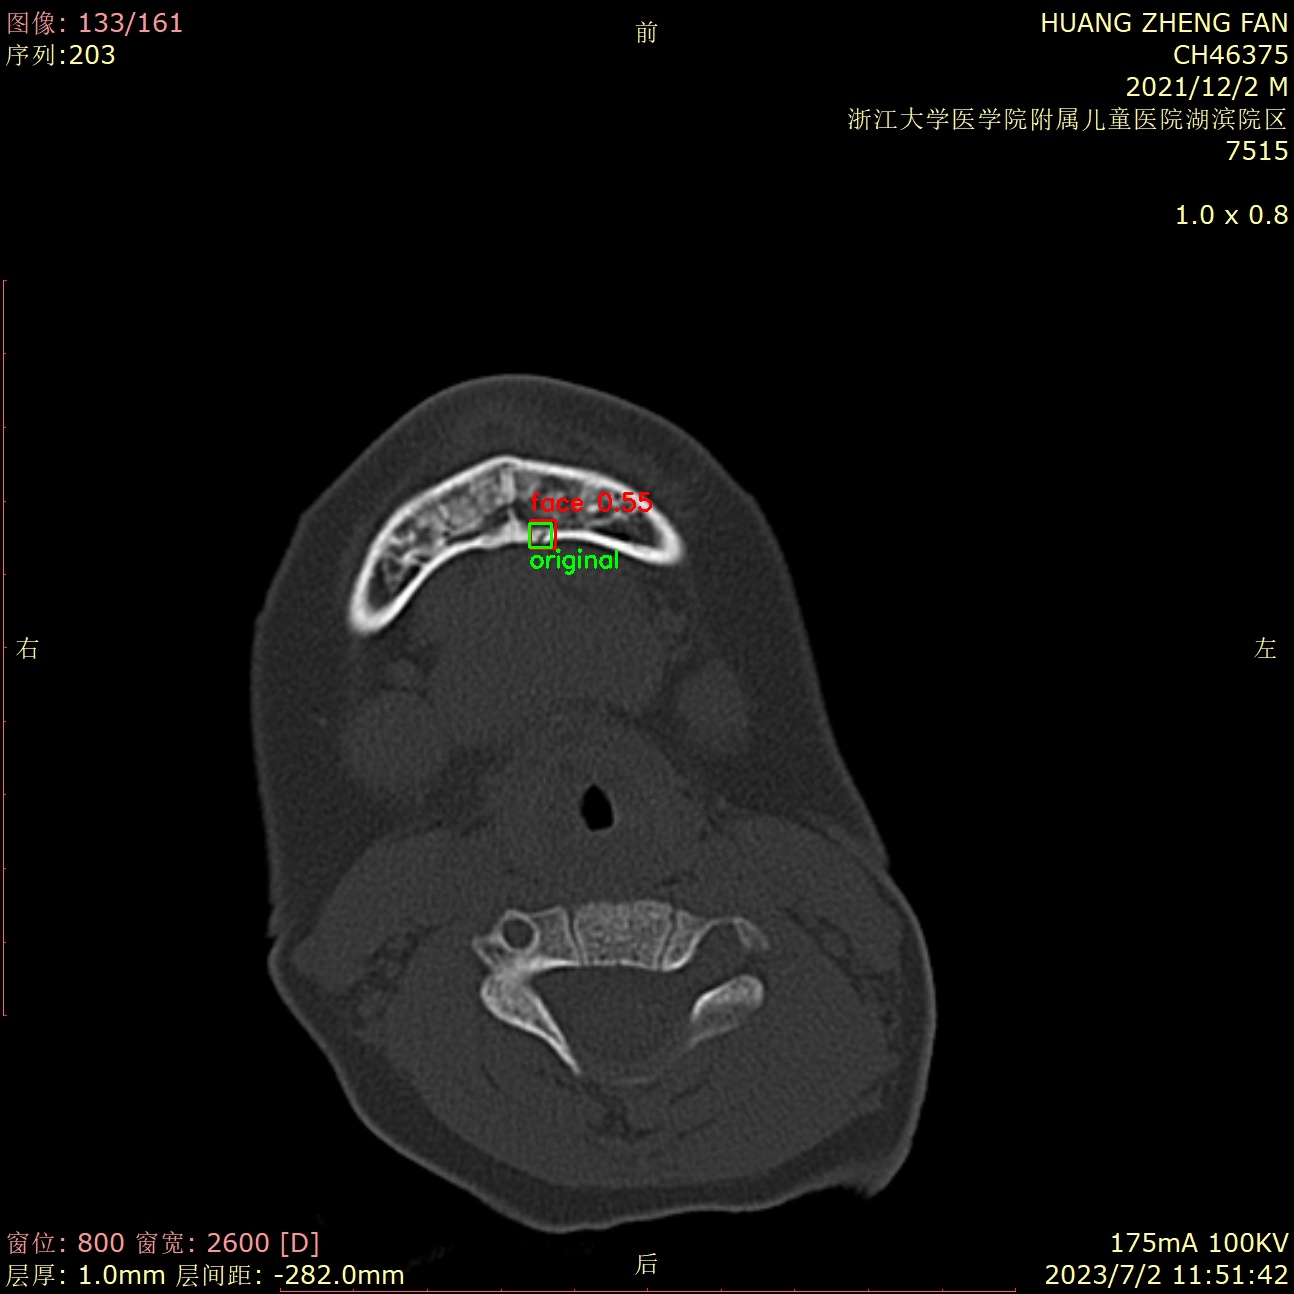 图像: 133/161
序列:203
前
HUANG ZHENG FAN
CH46375
2021/12/2 M
浙江大学医学院附属儿童医院湖滨院区
7515
1.0 x 0.8
face 0.55
original
右
左
窗位: 800 窗宽: 2600 [D]
层厚: 1.0mm 层间距: -282.0mm
后
175mA 100KV
2023/7/2 11:51:42